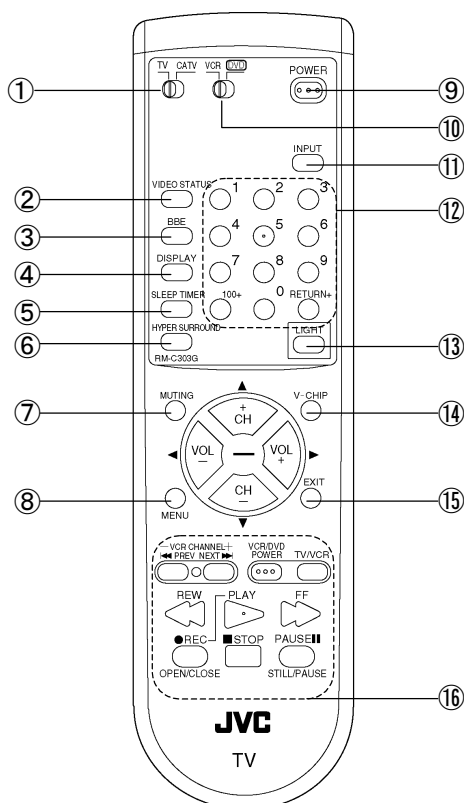 TV CATV VCR DVD POWER
① ⑨
⑩
INPUT
⑪
VIDEO STATUS 1 2 3
② ⑫
BBE 4 5 6
③
DISPLAY 7 8 9
④
SLEEP TIMER 100+ 0 RETURN+
⑤
HYPER SURROUND LIGHT
⑥ ⑬
RM-C303G
MUTING + V-CHIP
CH
⑦ ⑭
VOL VOL
– +
CH EXIT
–
⑧ ⑮
MENU
– VCR CHANNEL + VCR/DVD
◀◀ PREV NEXT ▶▶ POWER TV/VCR
REW PLAY FF
●REC ■STOP PAUSE▮▮
OPEN/CLOSE STILL/PAUSE
⑯
JVC
TV